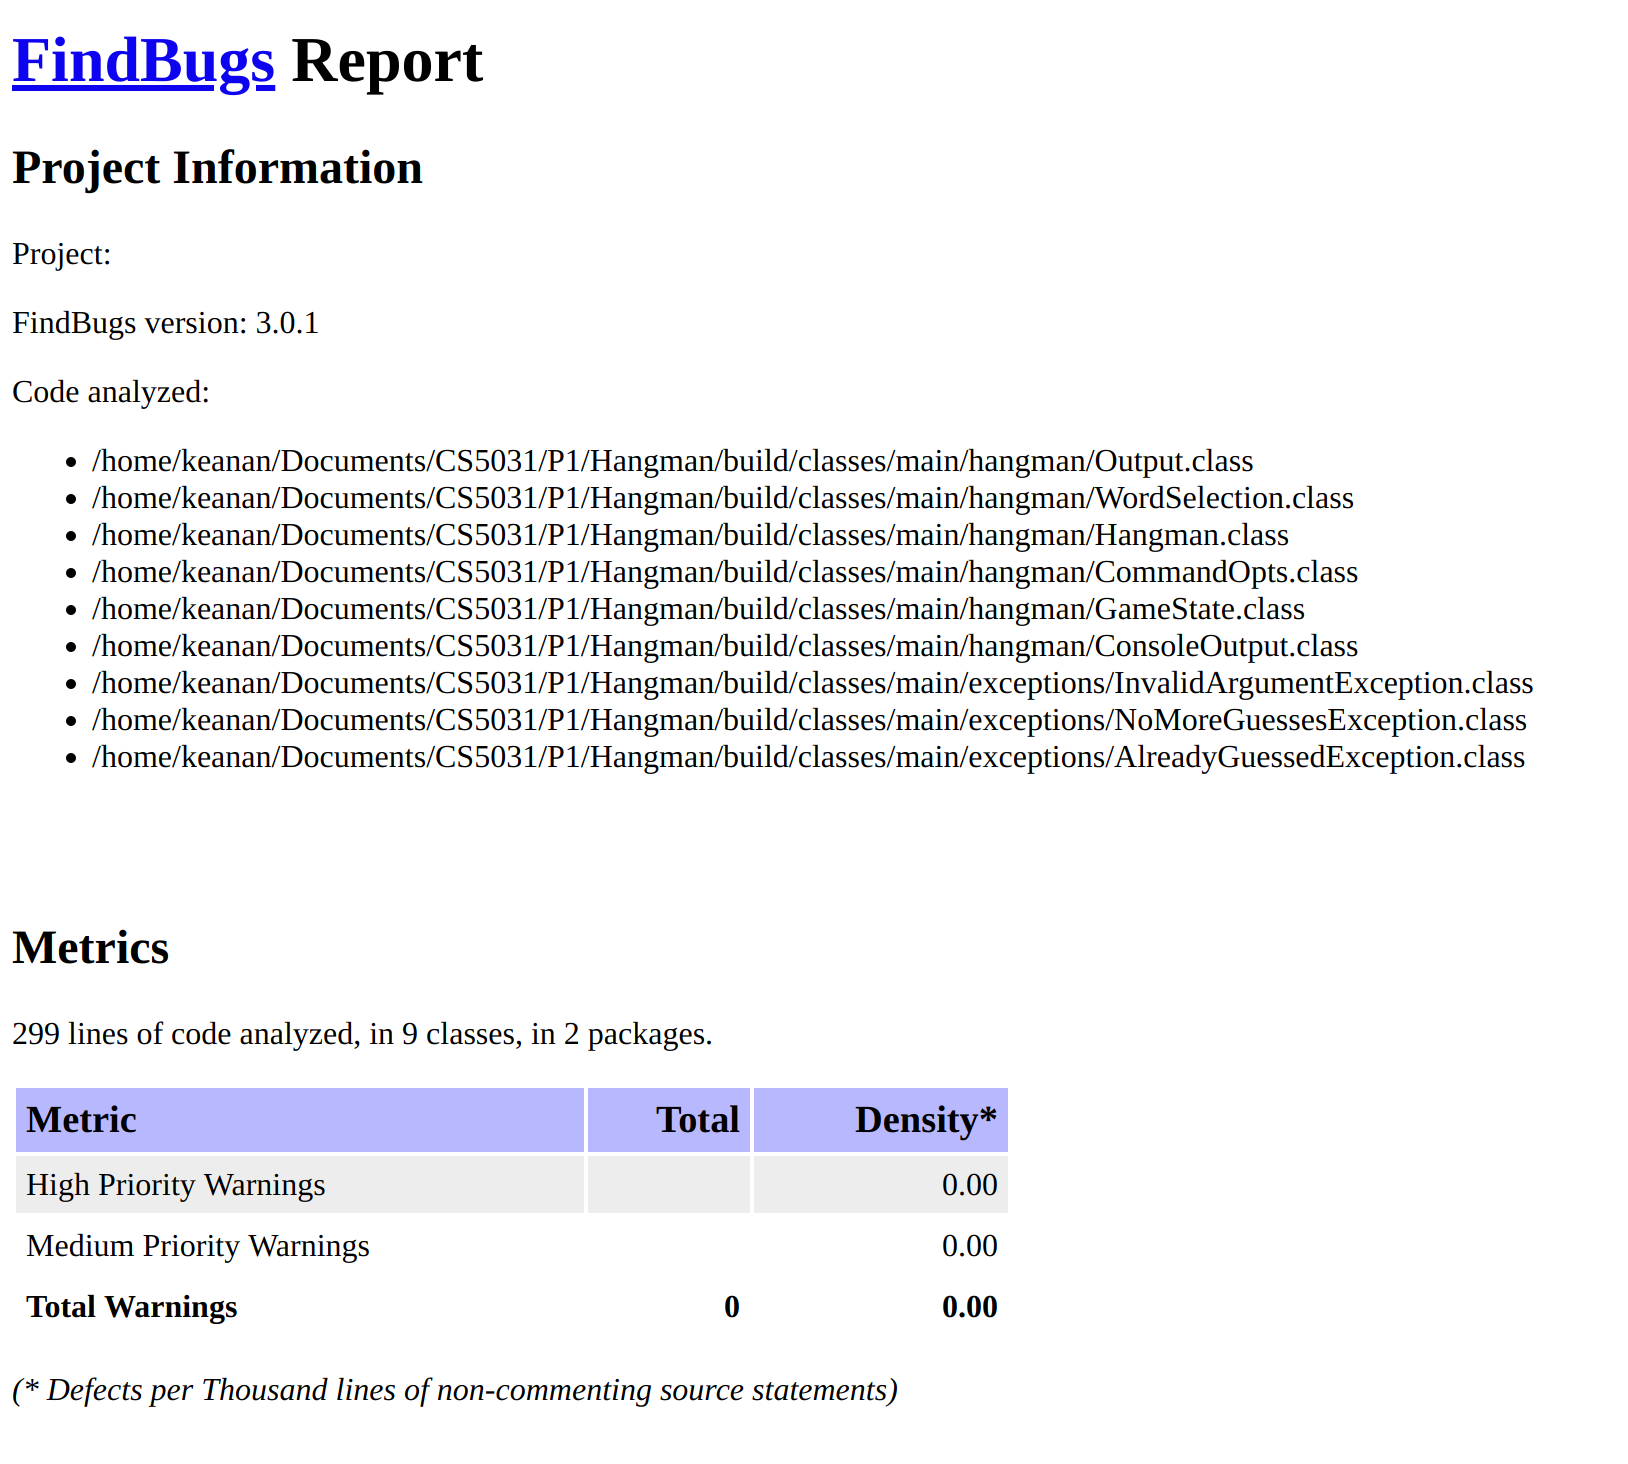 FindBugs Report
Project Information
Project:
FindBugs version: 3.0.1
Code analyzed:
/home/keanan/Documents/CS5031/P1/Hangman/build/classes/main/hangman/Output.class
/home/keanan/Documents/CS5031/P1/Hangman/build/classes/main/hangman/WordSelection.class
/home/keanan/Documents/CS5031/P1/Hangman/build/classes/main/hangman/Hangman.class
/home/keanan/Documents/CS5031/P1/Hangman/build/classes/main/hangman/CommandOpts.class
/home/keanan/Documents/CS5031/P1/Hangman/build/classes/main/hangman/GameState.class
/home/keanan/Documents/CS5031/P1/Hangman/build/classes/main/hangman/ConsoleOutput.class
/home/keanan/Documents/CS5031/P1/Hangman/build/classes/main/exceptions/InvalidArgumentException.class
/home/keanan/Documents/CS5031/P1/Hangman/build/classes/main/exceptions/NoMoreGuessesException.class
/home/keanan/Documents/CS5031/P1/Hangman/build/classes/main/exceptions/AlreadyGuessedException.class
Metrics
299 lines of code analyzed, in 9 classes, in 2 packages.
Metric Total Density*
High Priority Warnings 0.00
Medium Priority Warnings 0.00
Total Warnings 0 0.00
(* Defects per Thousand lines of non-commenting source statements)